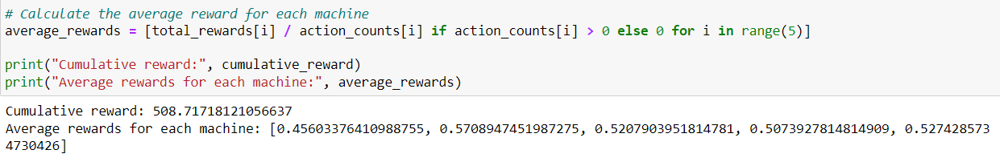 # Calculate the average reward for each machine
average_rewards = [total_rewards[i] / action_counts[i] if action_counts[i] > 0 else 0 for i in range(5)]
print("Cumulative reward:", cumulative_reward)
print("Average rewards for each machine:", average_rewards)
Cumulative reward: 508.71718121056637
Average rewards for each machine: [0.45603376410988755, 0.5708947451987275, 0.5207903951814781, 0.5073927814814909, 0.527428573
4730426]